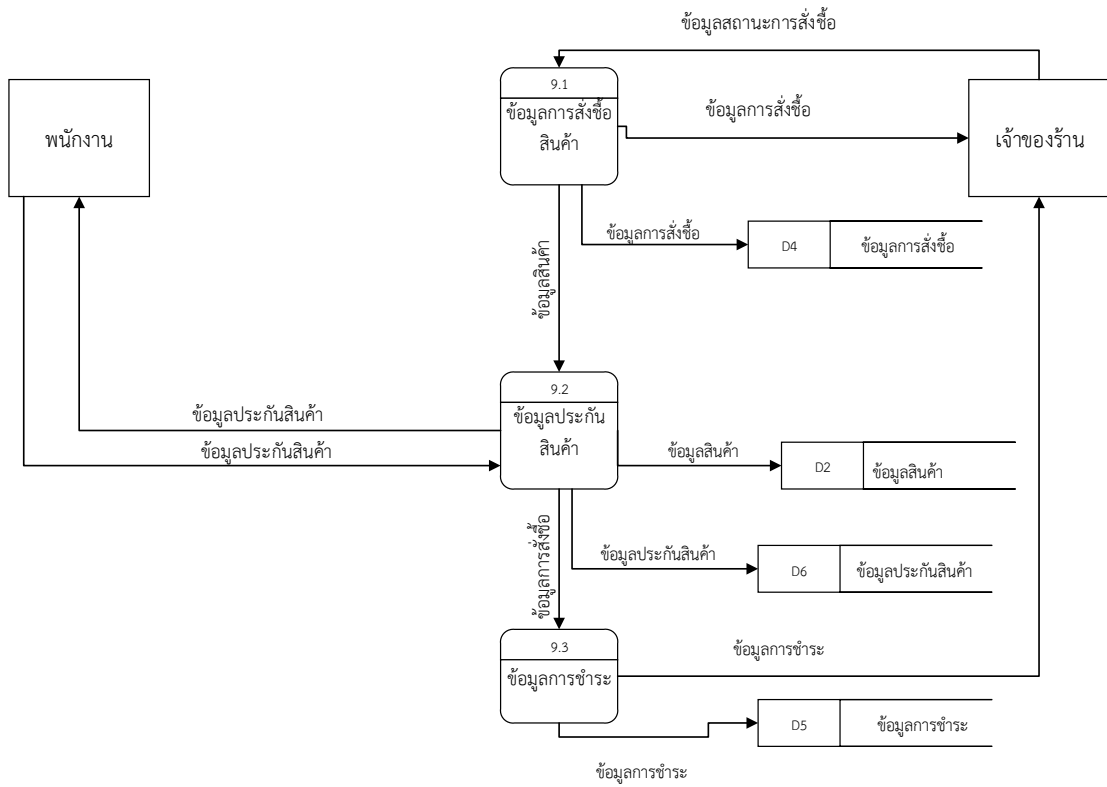 ข้อมูลสถานะการสั่งซื้อ
9.1
ข้อมูลการสั่งซื้อ
สินค้า
ข้อมูลการสั่งซื้อ
พนักงาน
เจ้าของร้าน
ข้อมูลการสั่งซื้อ
D4
ข้อมูลการสั่งซื้อ
ข้อมูลสินค้า
9.2
ข้อมูลประกัน
สินค้า
ข้อมูลประกันสินค้า
ข้อมูลประกันสินค้า
ข้อมูลสินค้า
D2
ข้อมูลสินค้า
ข้อมูลการสั่งซื้อ
ข้อมูลประกันสินค้า
D6
ข้อมูลประกันสินค้า
9.3
ข้อมูลการชำระ
ข้อมูลการชำระ
D5
ข้อมูลการชำระ
ข้อมูลการชำระ